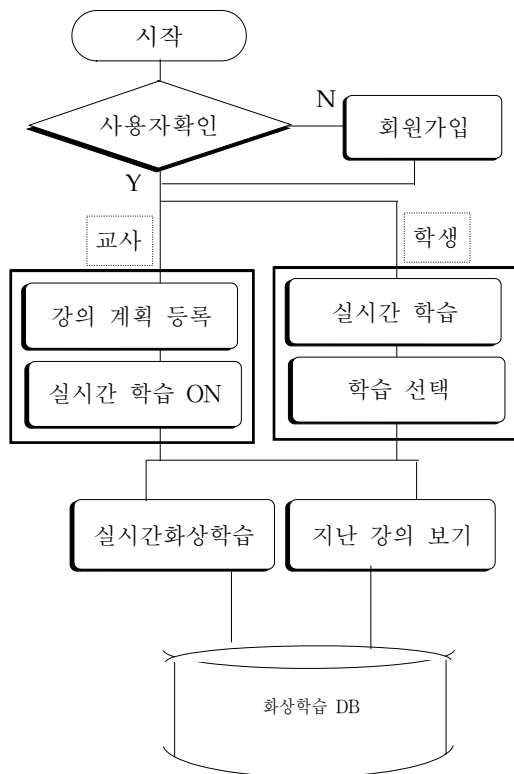 시작
사용자확인
N
회원가입
Y
교사
학생
강의 계획 등록
실시간 학습 ON
실시간 학습
학습 선택
실시간화상학습
지난 강의 보기
화상학습 DB